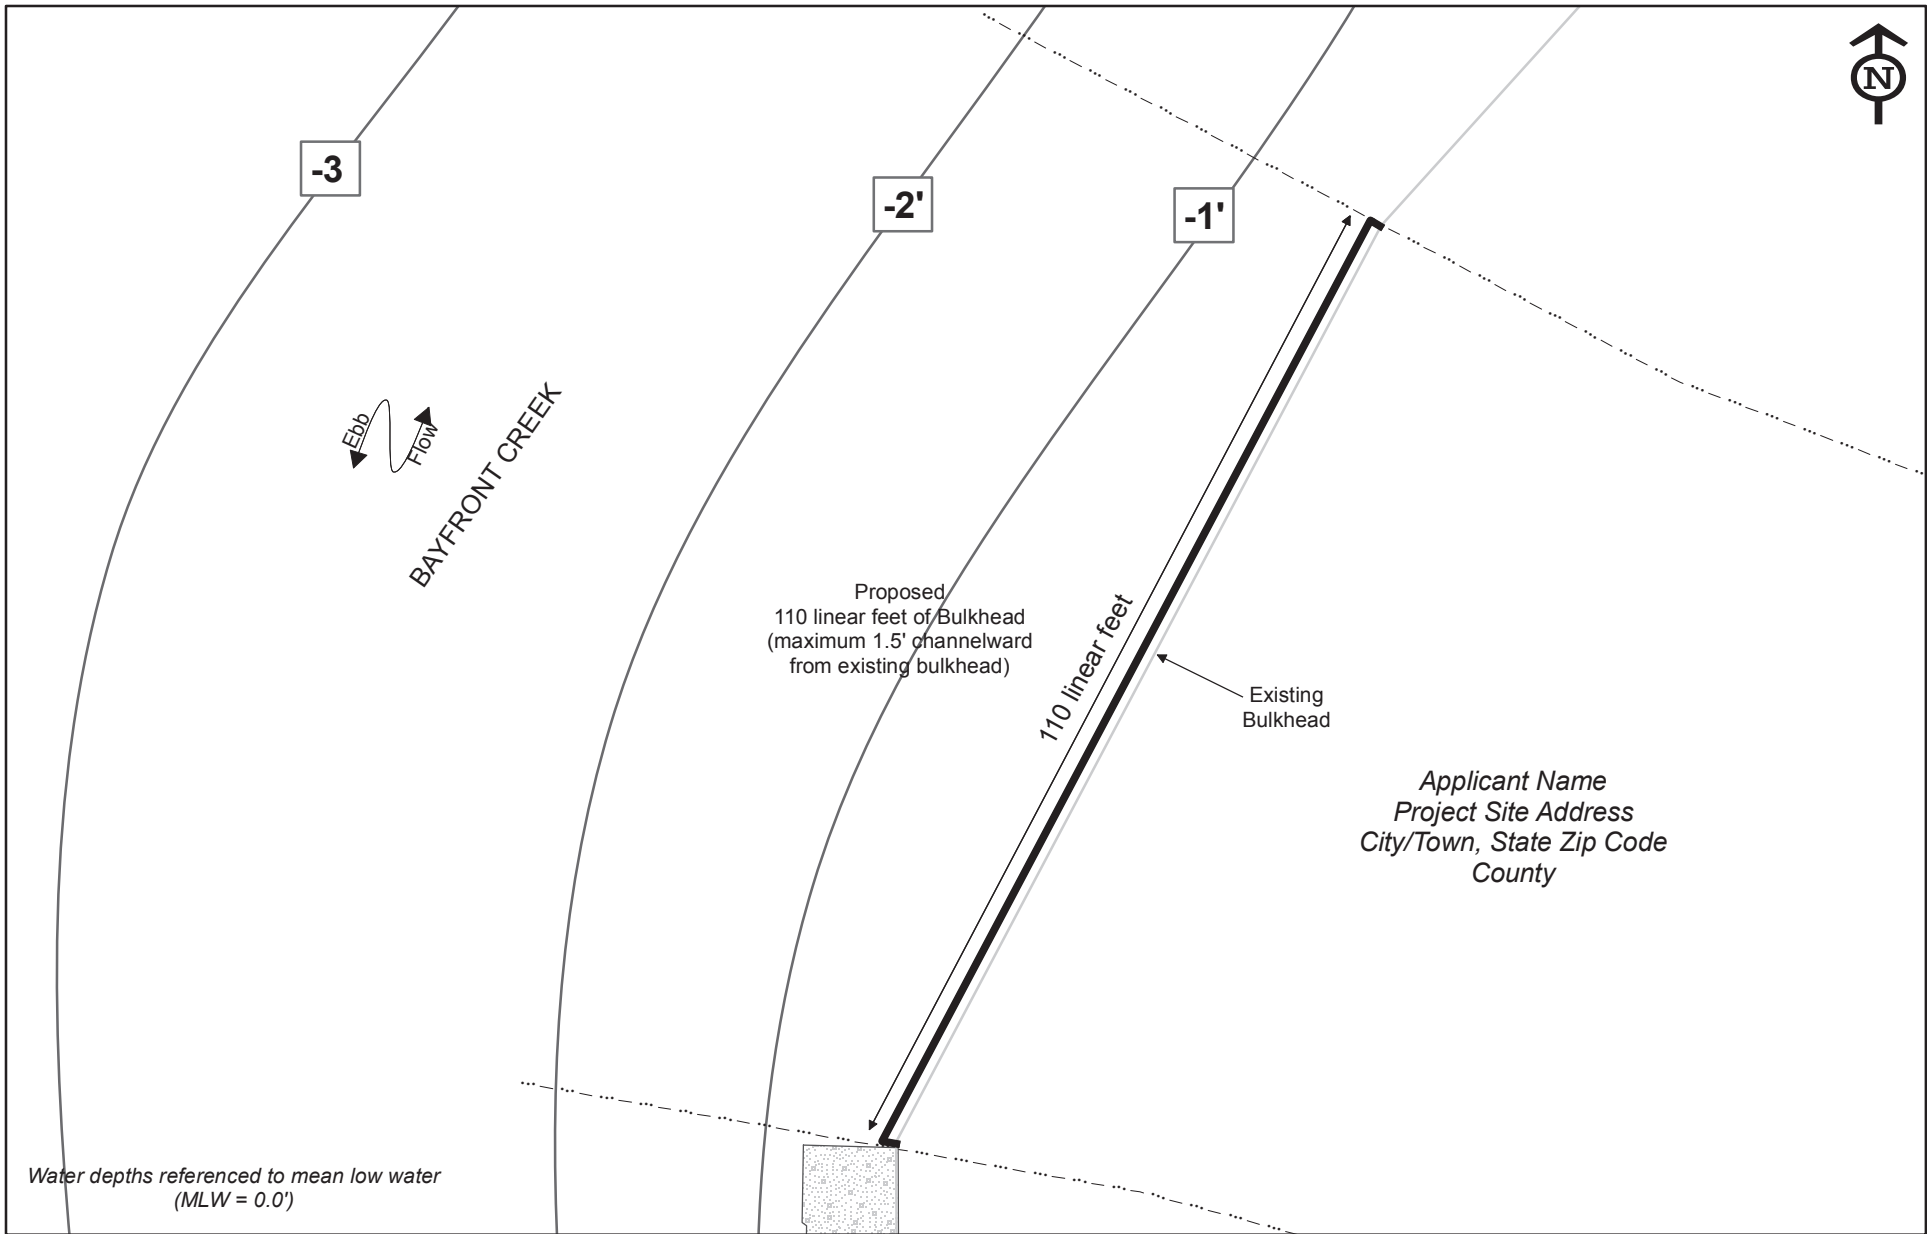 N
-3
-2'
-1'
Ebb
Flow
BAYFRONT CREEK
Proposed
110 linear feet of Bulkhead
(maximum 1.5' channelward
from existing bulkhead)
110 linear feet
Existing
Bulkhead
Applicant Name
Project Site Address
City/Town, State Zip Code
County
Water depths referenced to mean low water
(MLW = 0.0')